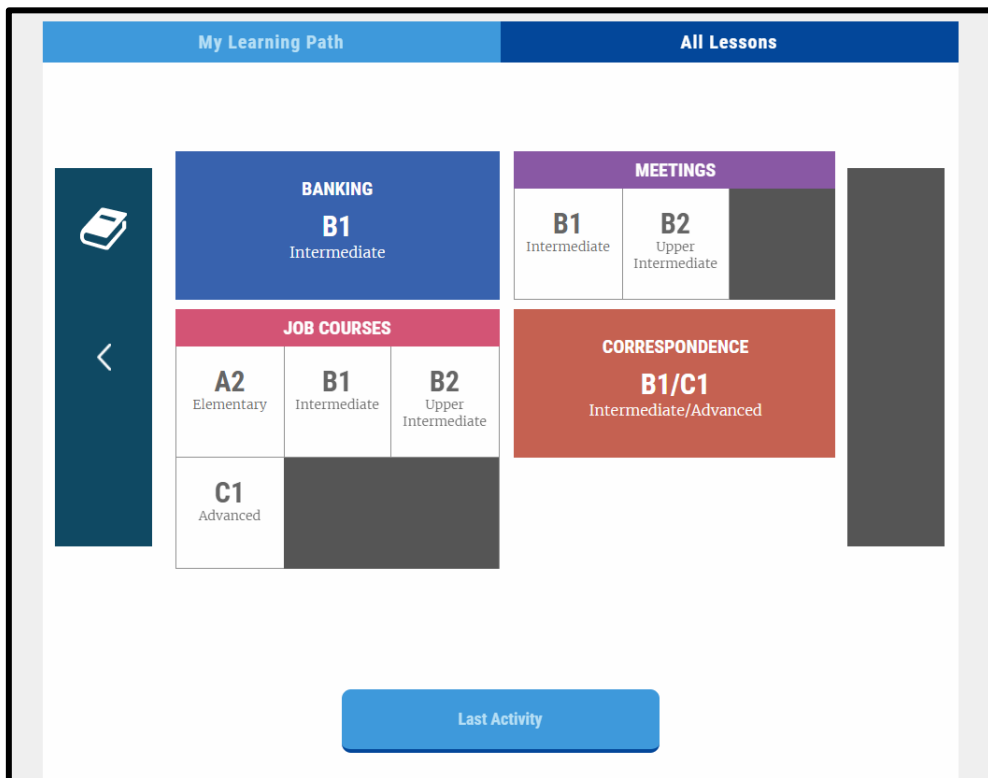 My Learning Path
All Lessons
BANKING
B1
Intermediate
MEETINGS
B1
Intermediate
B2
Upper
Intermediate
JOB COURSES
A2
Elementary
B1
Intermediate
B2
Upper
Intermediate
C1
Advanced
CORRESPONDENCE
B1/C1
Intermediate/Advanced
Last Activity